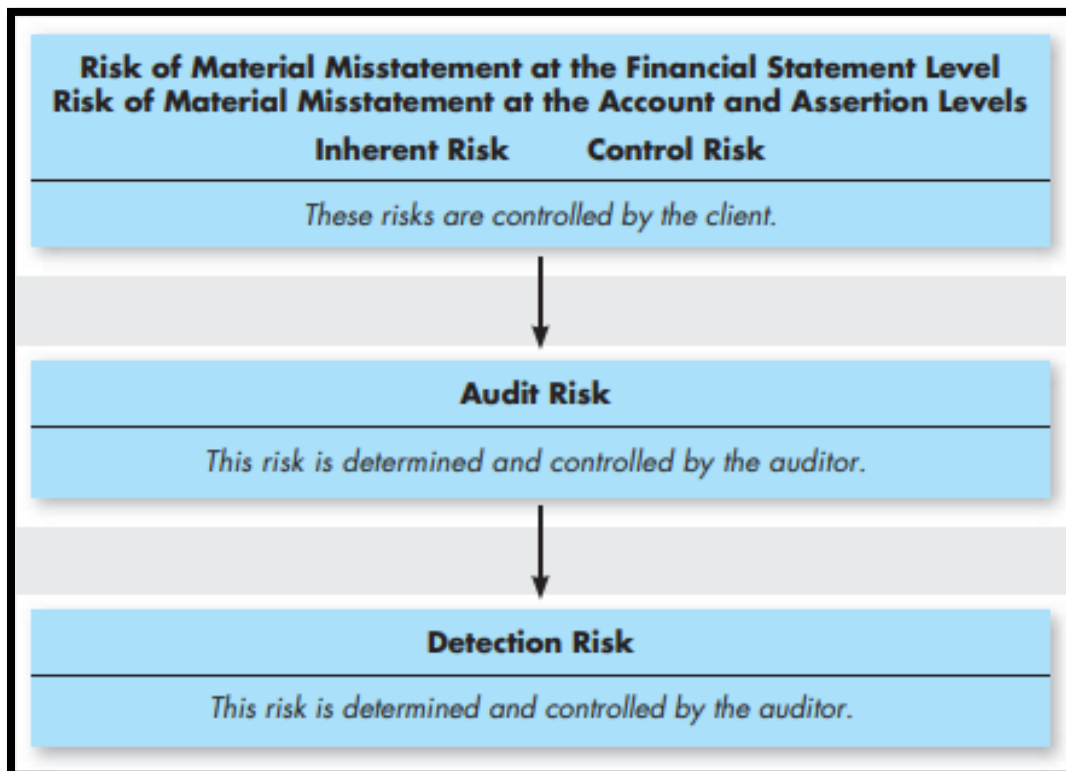 Risk of Material Misstatement at the Financial Statement Level
Risk of Material Misstatement at the Account and Assertion Levels
Inherent Risk Control Risk
These risks are controlled by the client.
Audit Risk
This risk is determined and controlled by the auditor.
Detection Risk
This risk is determined and controlled by the auditor.